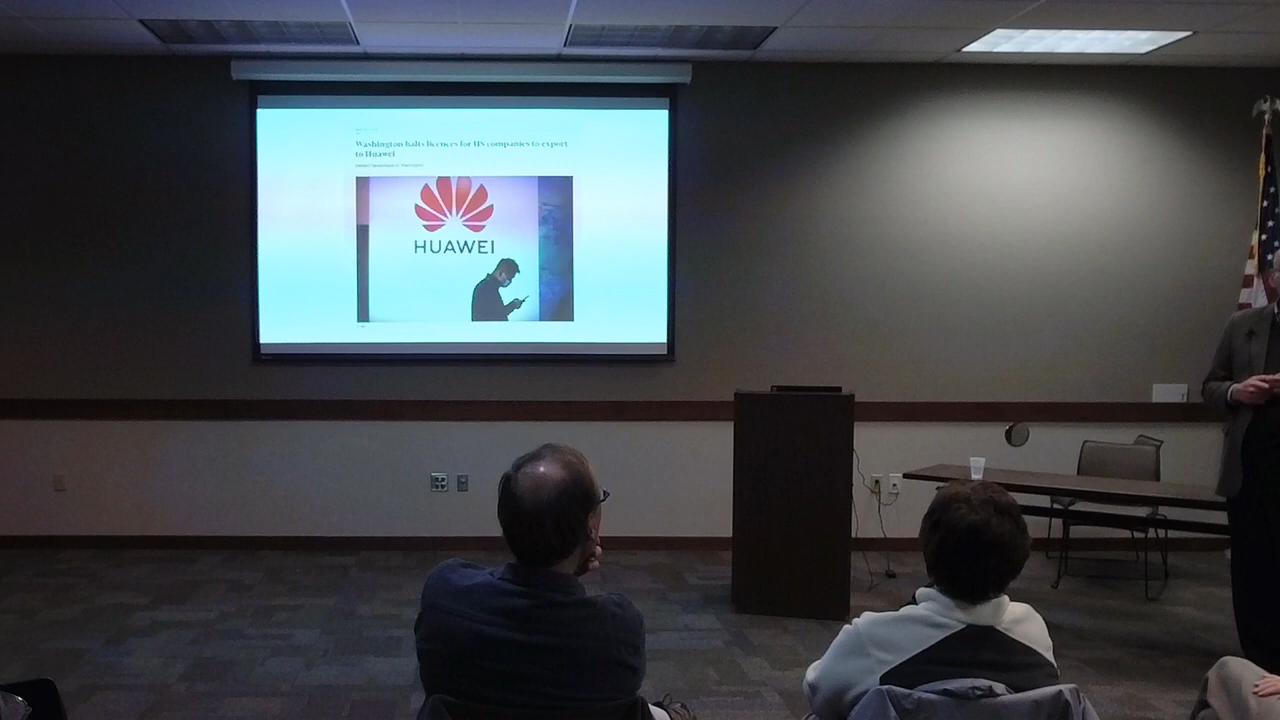 Washington halts licences for US companies to export
to Huawei
HUAWEI